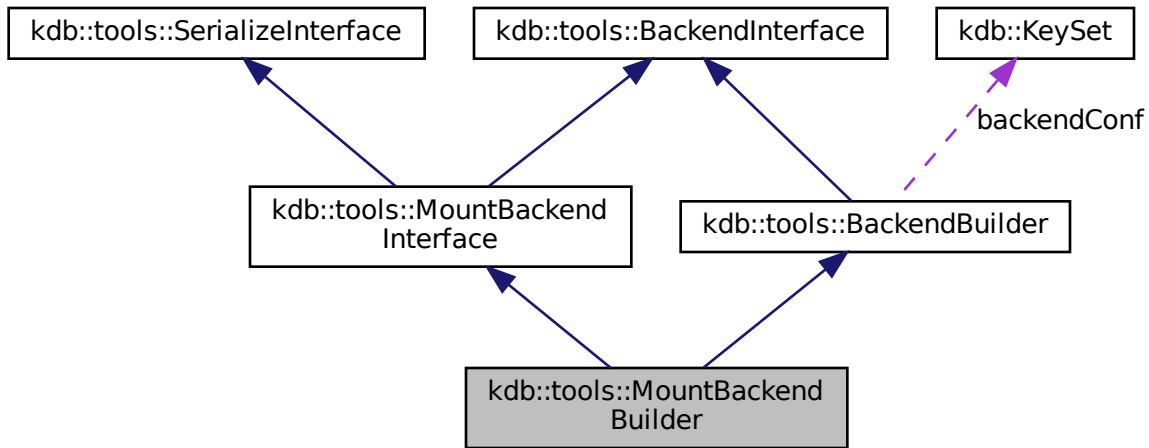 kdb::tools::SerializeInterface
kdb::tools::BackendInterface
kdb::KeySet
backendConf
kdb::tools::MountBackend
Interface
kdb::tools::BackendBuilder
kdb::tools::MountBackend
Builder